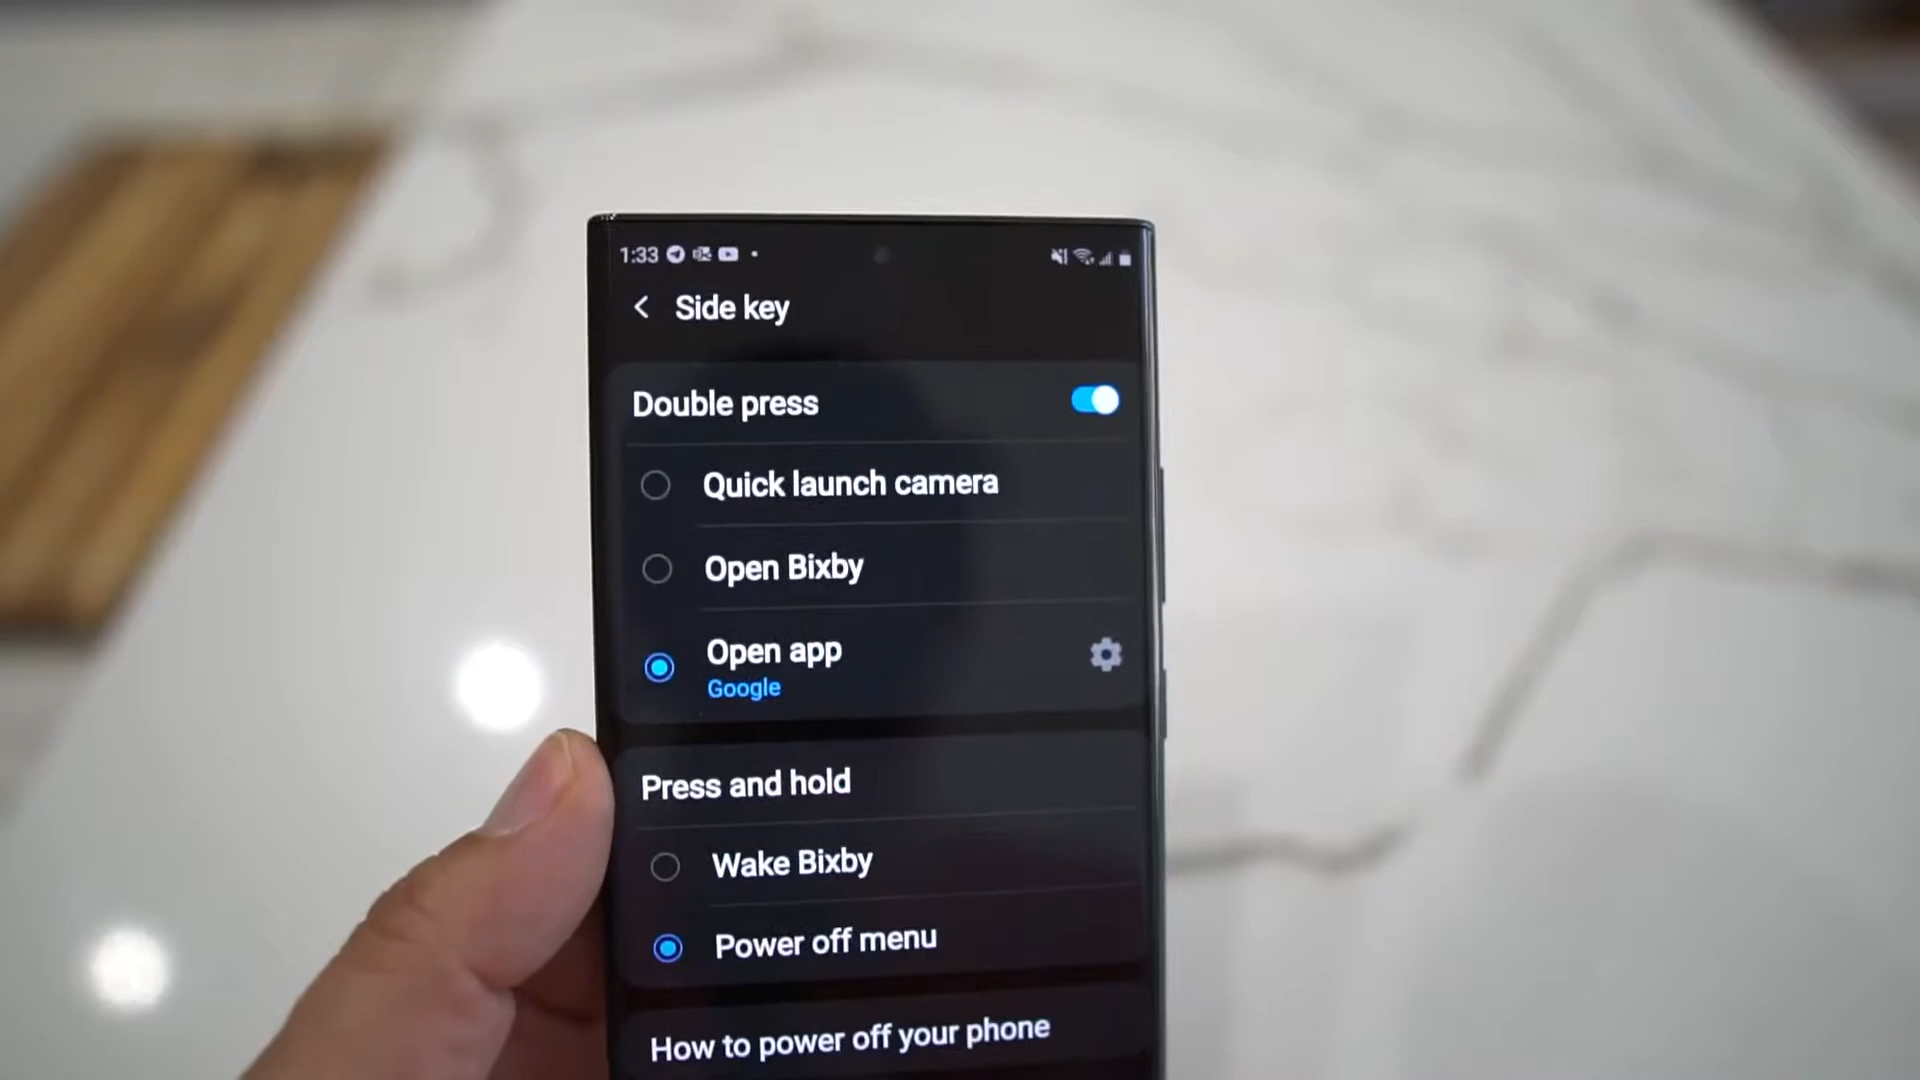 1:33
Side key
Double press
Quick launch camera
Open Bixby
Open app
Google
Press and hold
Wake Bixby
Power off menu
How to power off your phone